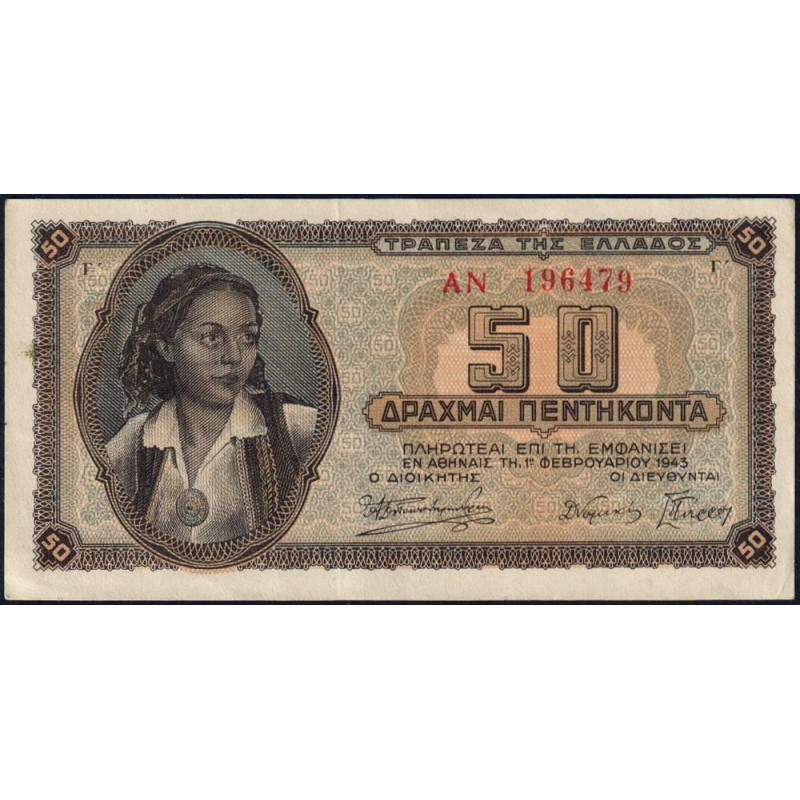 50 50
ΤΡΑΠΕΖΑ ΤΗΣ ΕΛΛΑΔΟΣ
Γ΄ ΑΝ 196479 Γ΄
50
ΔΡΑΧΜΑΙ ΠΕΝΤΗΚΟΝΤΑ
ΠΛΗΡΩΤΕΑΙ ΕΠΙ ΤΗ, ΕΜΦΑΝΙΣΕΙ
ΕΝ ΑΘΗΝΑΙΣ ΤΗ, 1ῃ ΦΕΒΡΟΥΑΡΙΟΥ 1943
Ο ΔΙΟΙΚΗΤΗΣ ΟΙ ΔΙΕΥΘΥΝΤΑΙ
50 50